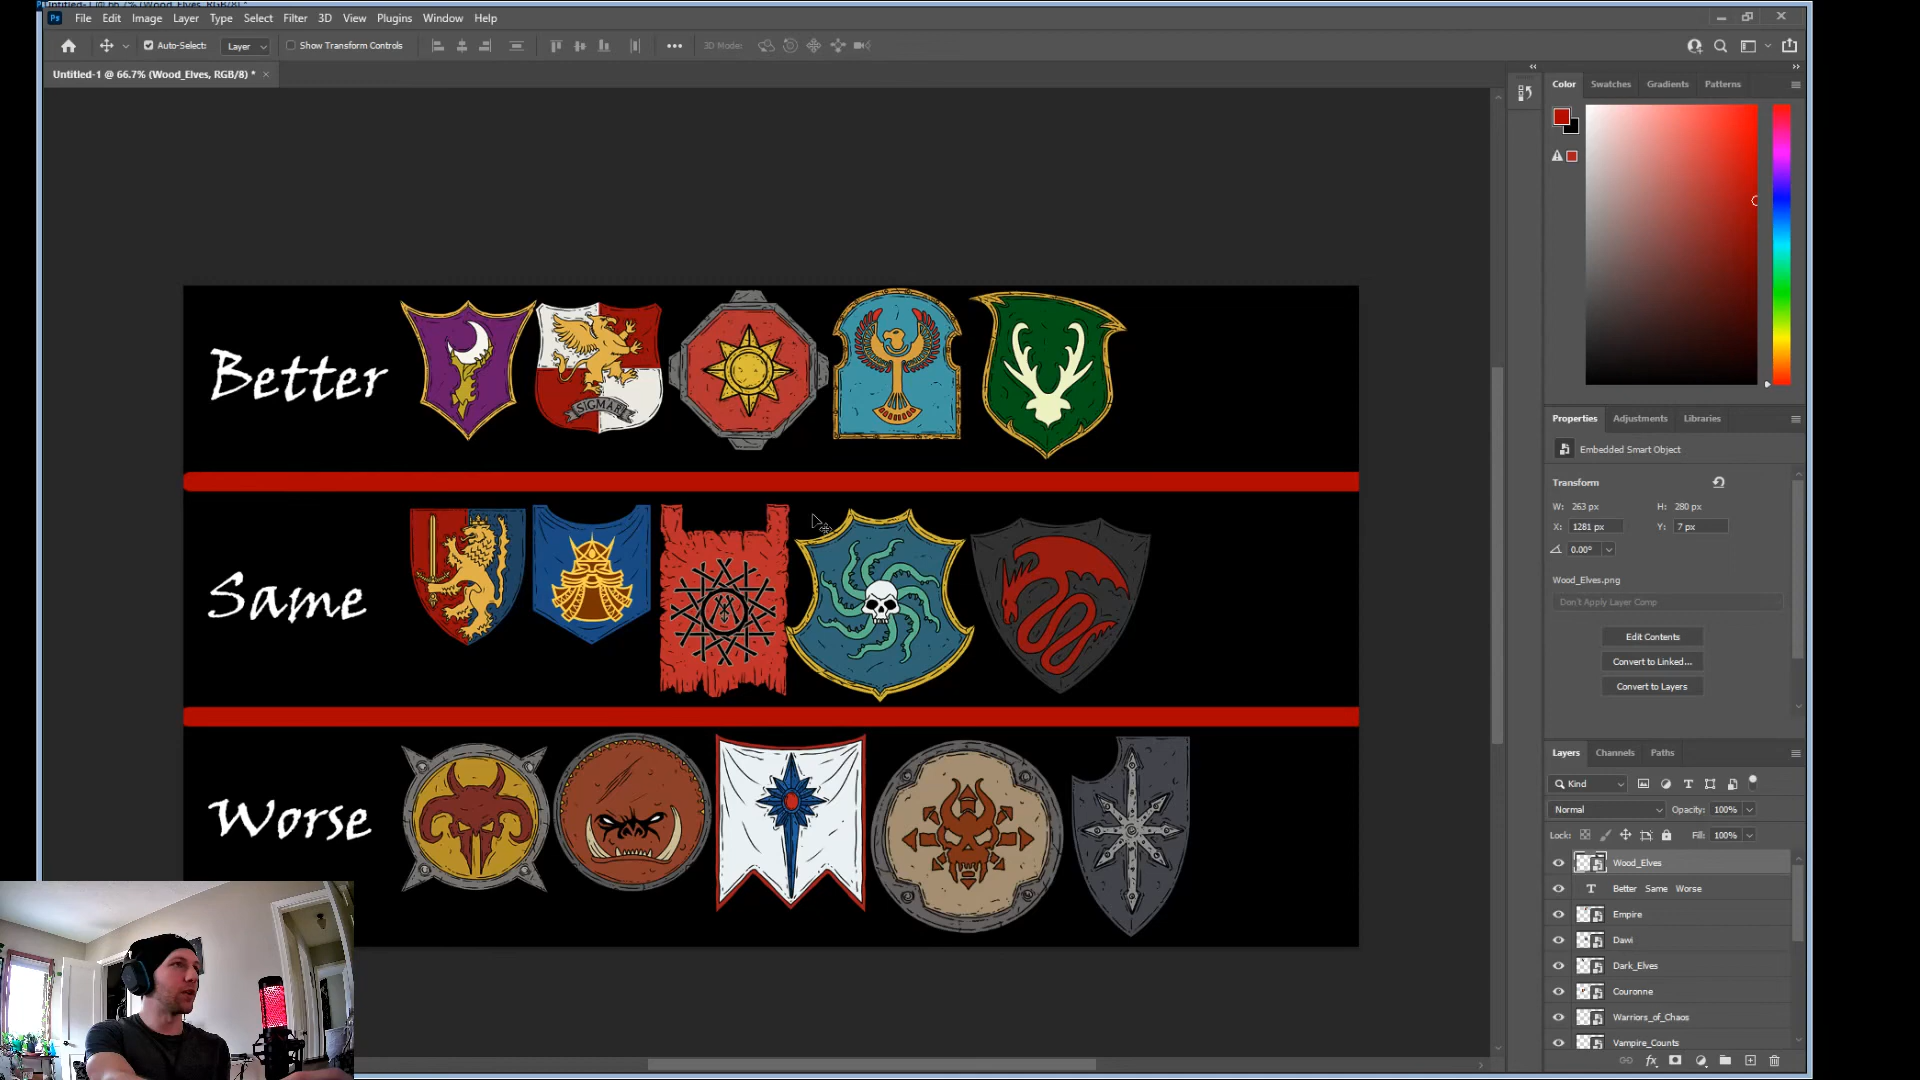 File Edit Image Layer Type Select Filter 3D View Plugins Window Help
Auto-Select: Layer Show Transform Controls 3D Mode:
Untitled-1 @ 66.7% (Wood_Elves, RGB/8) * ×
Color Swatches Gradients Patterns
Better
SIGMAR
Same
Worse
Properties Adjustments Libraries
Embedded Smart Object
Transform
W: 263 px H: 280 px
X: 1281 px Y: 7 px
0.00°
Wood_Elves.png
Don't Apply Layer Comp
Edit Contents
Convert to Linked...
Convert to Layers
Layers Channels Paths
Kind
Normal Opacity: 100%
Lock: Fill: 100%
Wood_Elves
Better Same Worse
Empire
Dawi
Dark_Elves
Couronne
Warriors_of_Chaos
Vampire_Counts